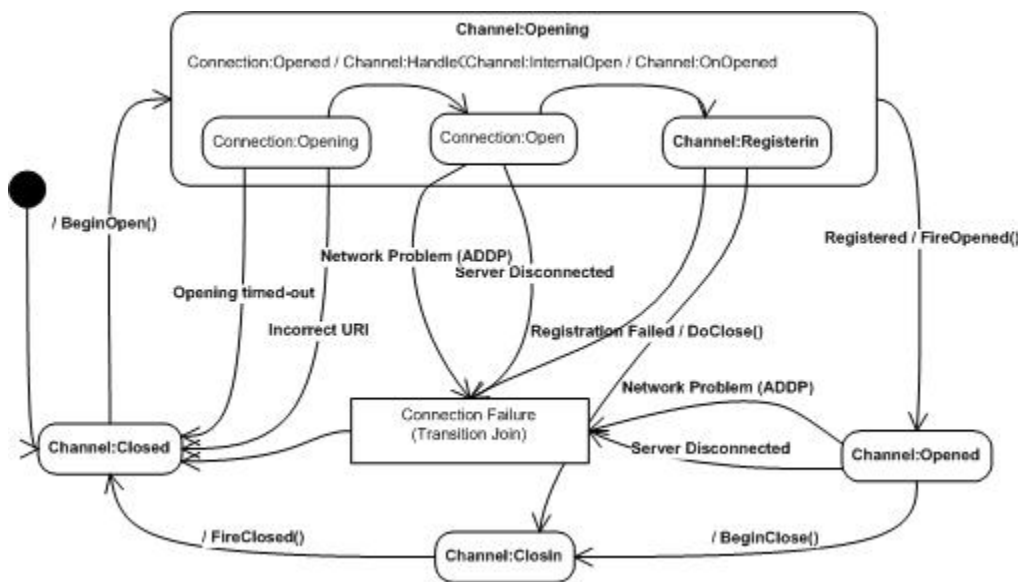 Channel:Opening
Connection:Opened / Channel:HandleC
Channel:InternalOpen / Channel:OnOpened
Connection:Opening
Connection:Open
Channel:Registerin
/ BeginOpen()
Registered / FireOpened()
Network Problem (ADDP)
Server Disconnected
Opening timed-out
Incorrect URI
Registration Failed / DoClose()
Network Problem (ADDP)
Connection Failure
(Transition Join)
Channel:Closed
Server Disconnected
Channel:Opened
/ FireClosed()
/ BeginClose()
Channel:ClosIn